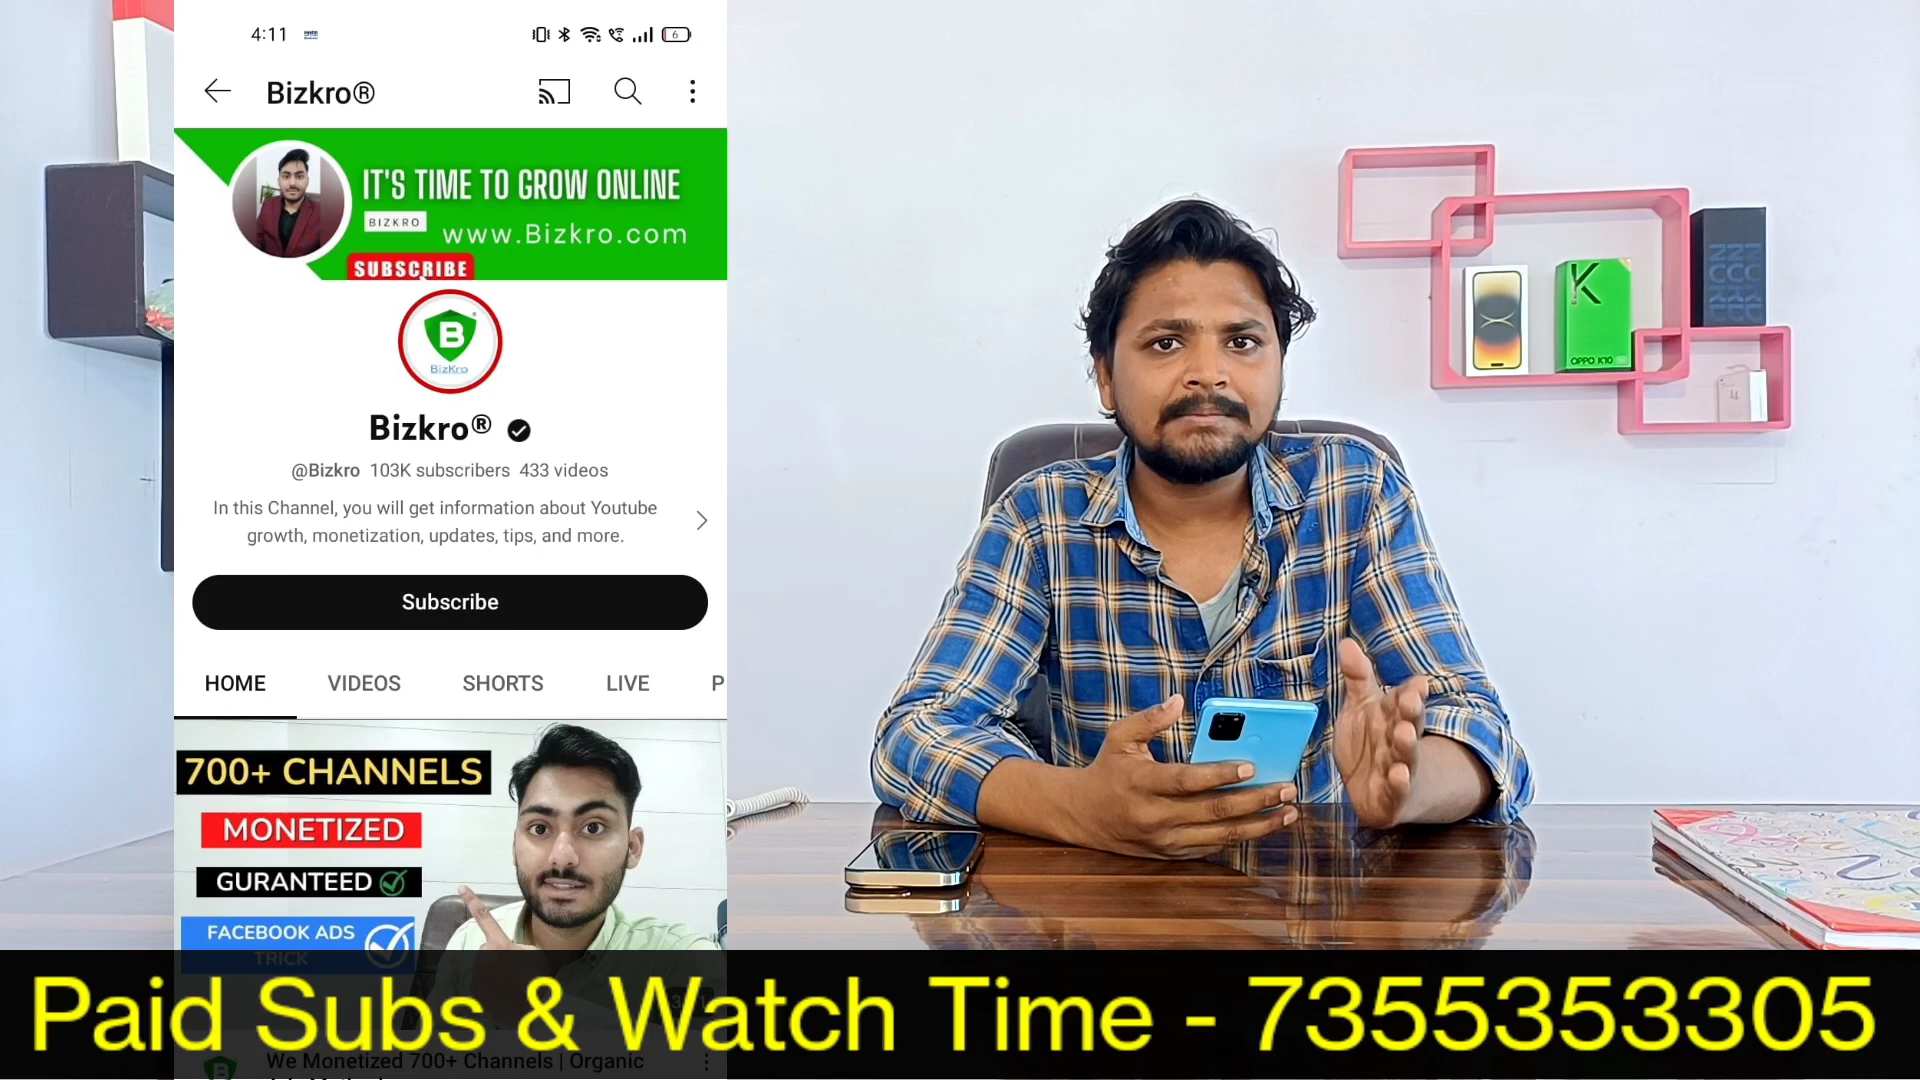 4:11
6
Bizkro®
IT'S TIME TO GROW ONLINE
BIZKRO
www.Bizkro.com
SUBSCRIBE
B
BizKro
Bizkro®
@Bizkro 103K subscribers 433 videos
In this Channel, you will get information about Youtube
growth, monetization, updates, tips, and more.
Subscribe
HOME VIDEOS SHORTS LIVE P
700+ CHANNELS
MONETIZED
GURANTEED
FACEBOOK ADS
TRICK
We Monetized 700+ Channels | Organic
K
OPPO K10
4
Paid Subs & Watch Time - 7355353305